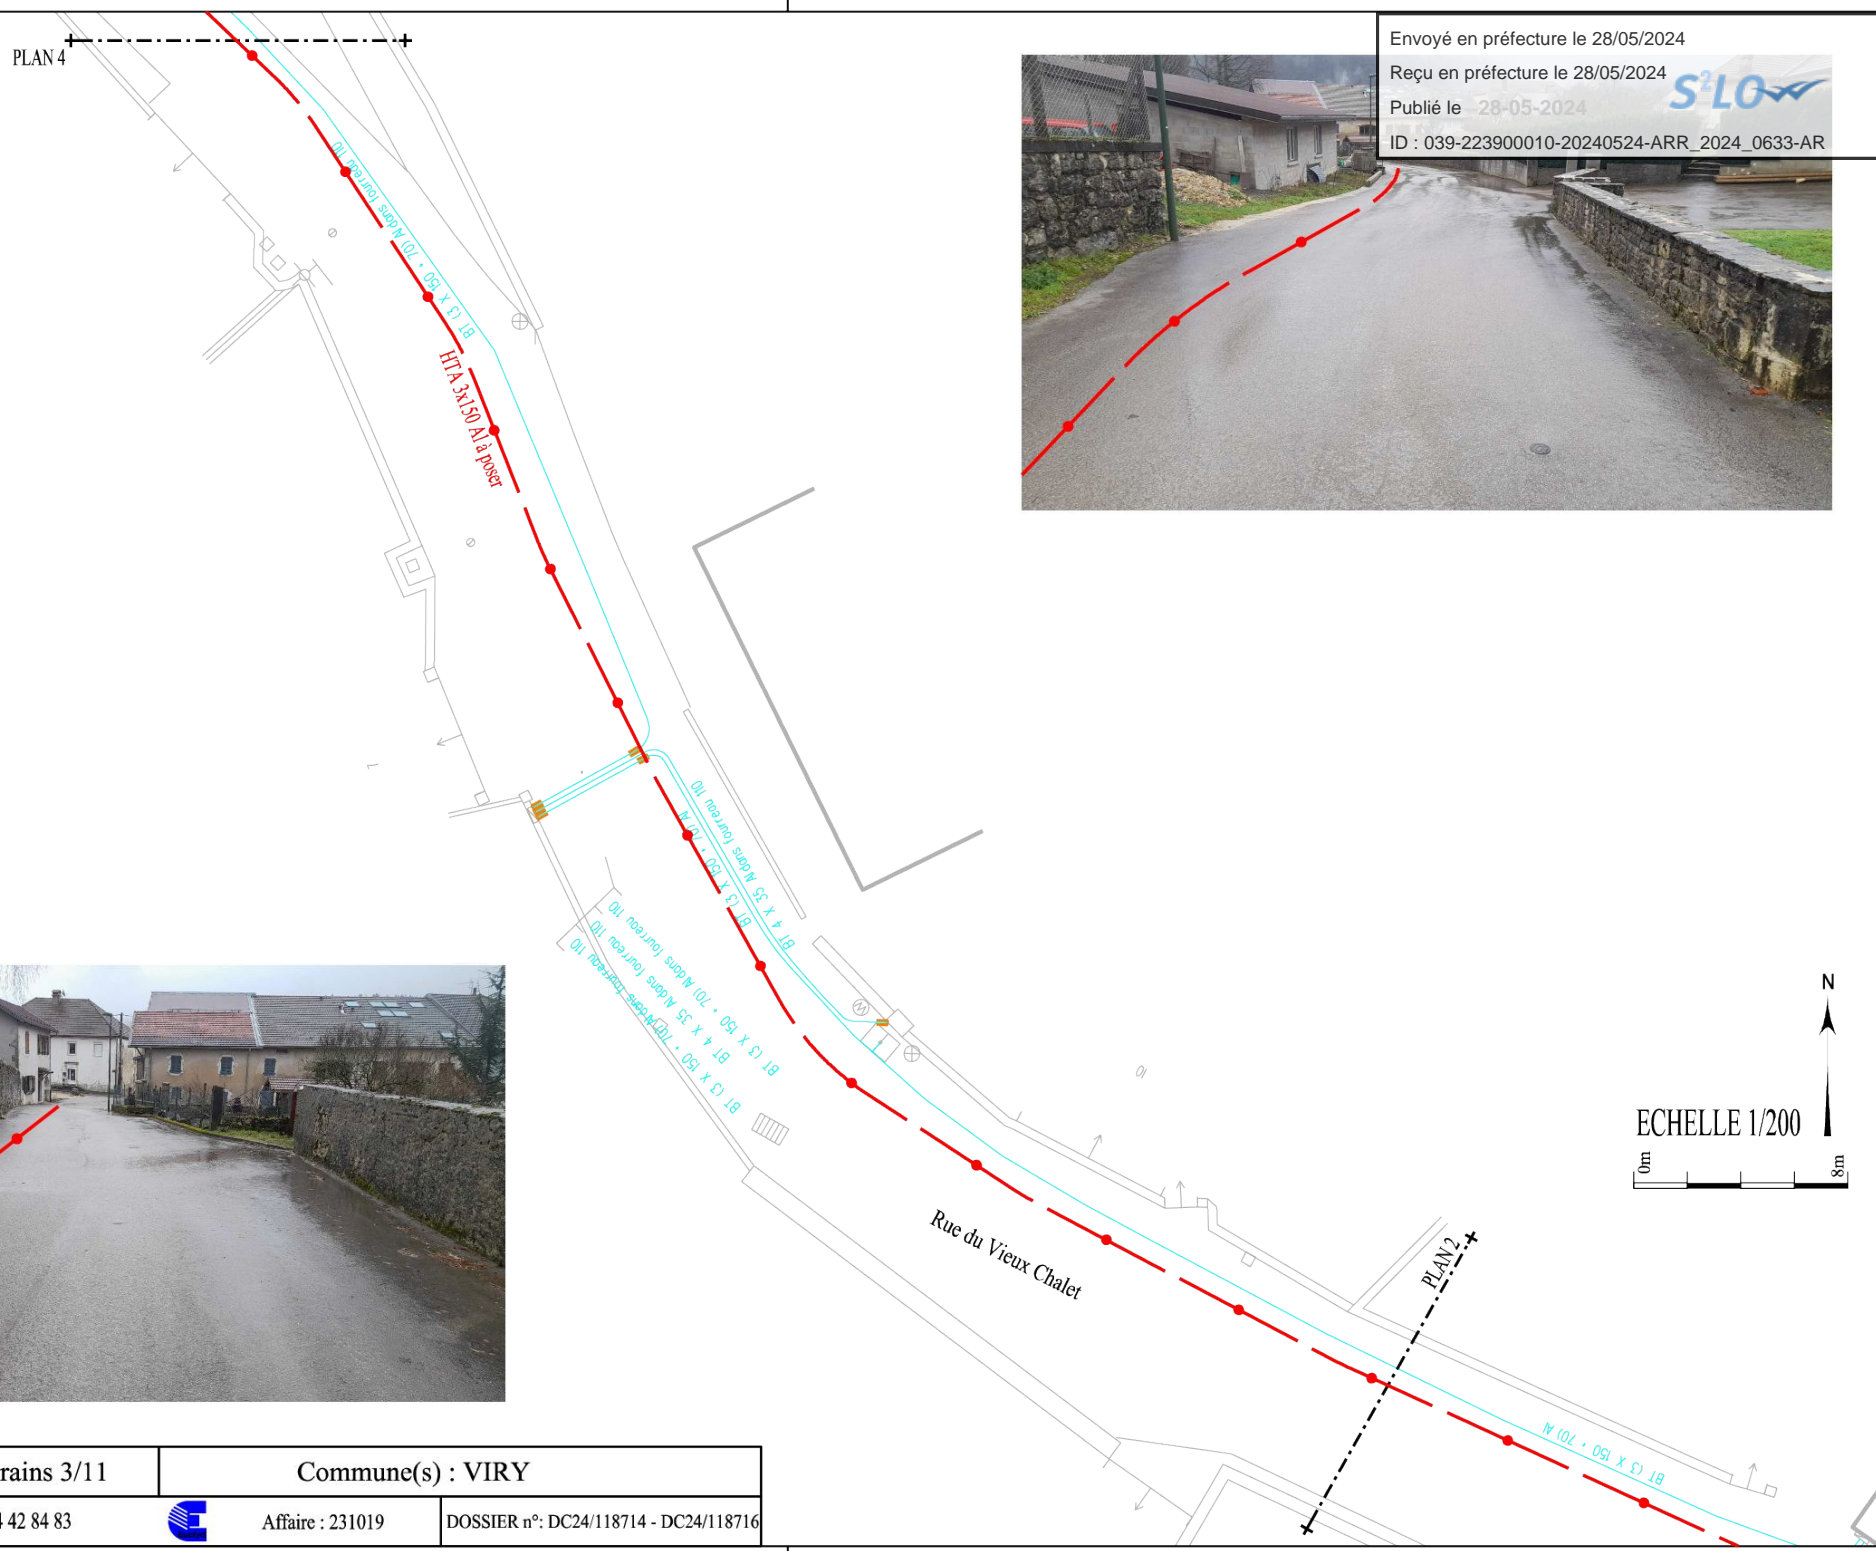 PLAN 4
Envoyé en préfecture le 28/05/2024
Reçu en préfecture le 28/05/2024
Publié le 28-05-2024
S²LOW
ID : 039-223900010-20240524-ARR_2024_0633-AR
BT (3 X 150 + 70) Al dans fourreau 110
HTA 3x150 Al à poser
BT 4 X 35 Al dans fourreau 110
BT (3 X 150 + 70) Al
BT (3 X 150 + 70) Al dans fourreau 110
BT 4 X 35 Al dans fourreau 110
BT (3 X 150 + 70) Al dans fourreau 110
7
M
10
N
ECHELLE 1/200
0m
8m
Rue du Vieux Chalet
PLAN 2
BT (3 X 150 + 70) Al
rains 3/11
Commune(s) : VIRY
4 42 84 83
Affaire : 231019
DOSSIER n°: DC24/118714 - DC24/118716